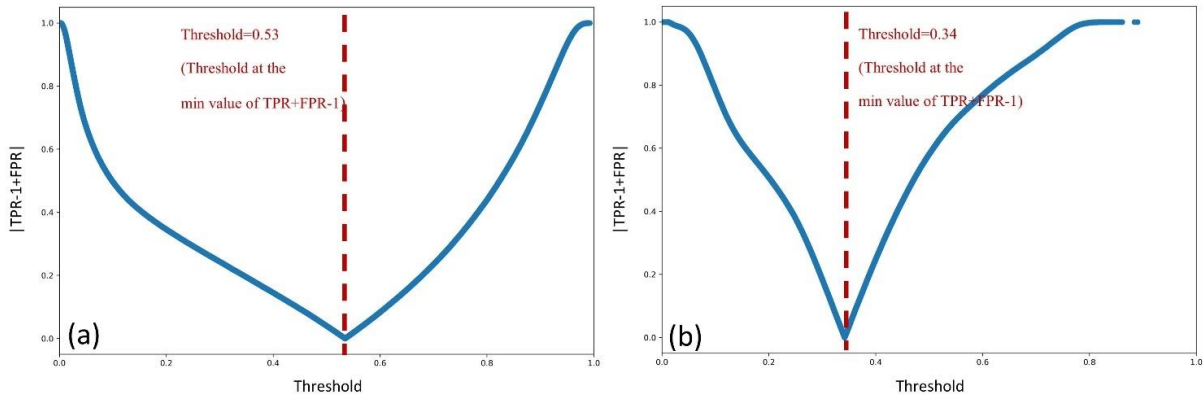 1.0
0.8
0.6
0.4
0.2
0.0
|TPR-1+FPR|
Threshold=0.53
(Threshold at the
min value of TPR+FPR-1)
(a)
0.0 0.2 0.4 0.6 0.8 1.0
Threshold
1.0
0.8
0.6
0.4
0.2
0.0
|TPR-1+FPR|
Threshold=0.34
(Threshold at the
min value of TPR+FPR-1)
(b)
0.0 0.2 0.4 0.6 0.8 1.0
Threshold